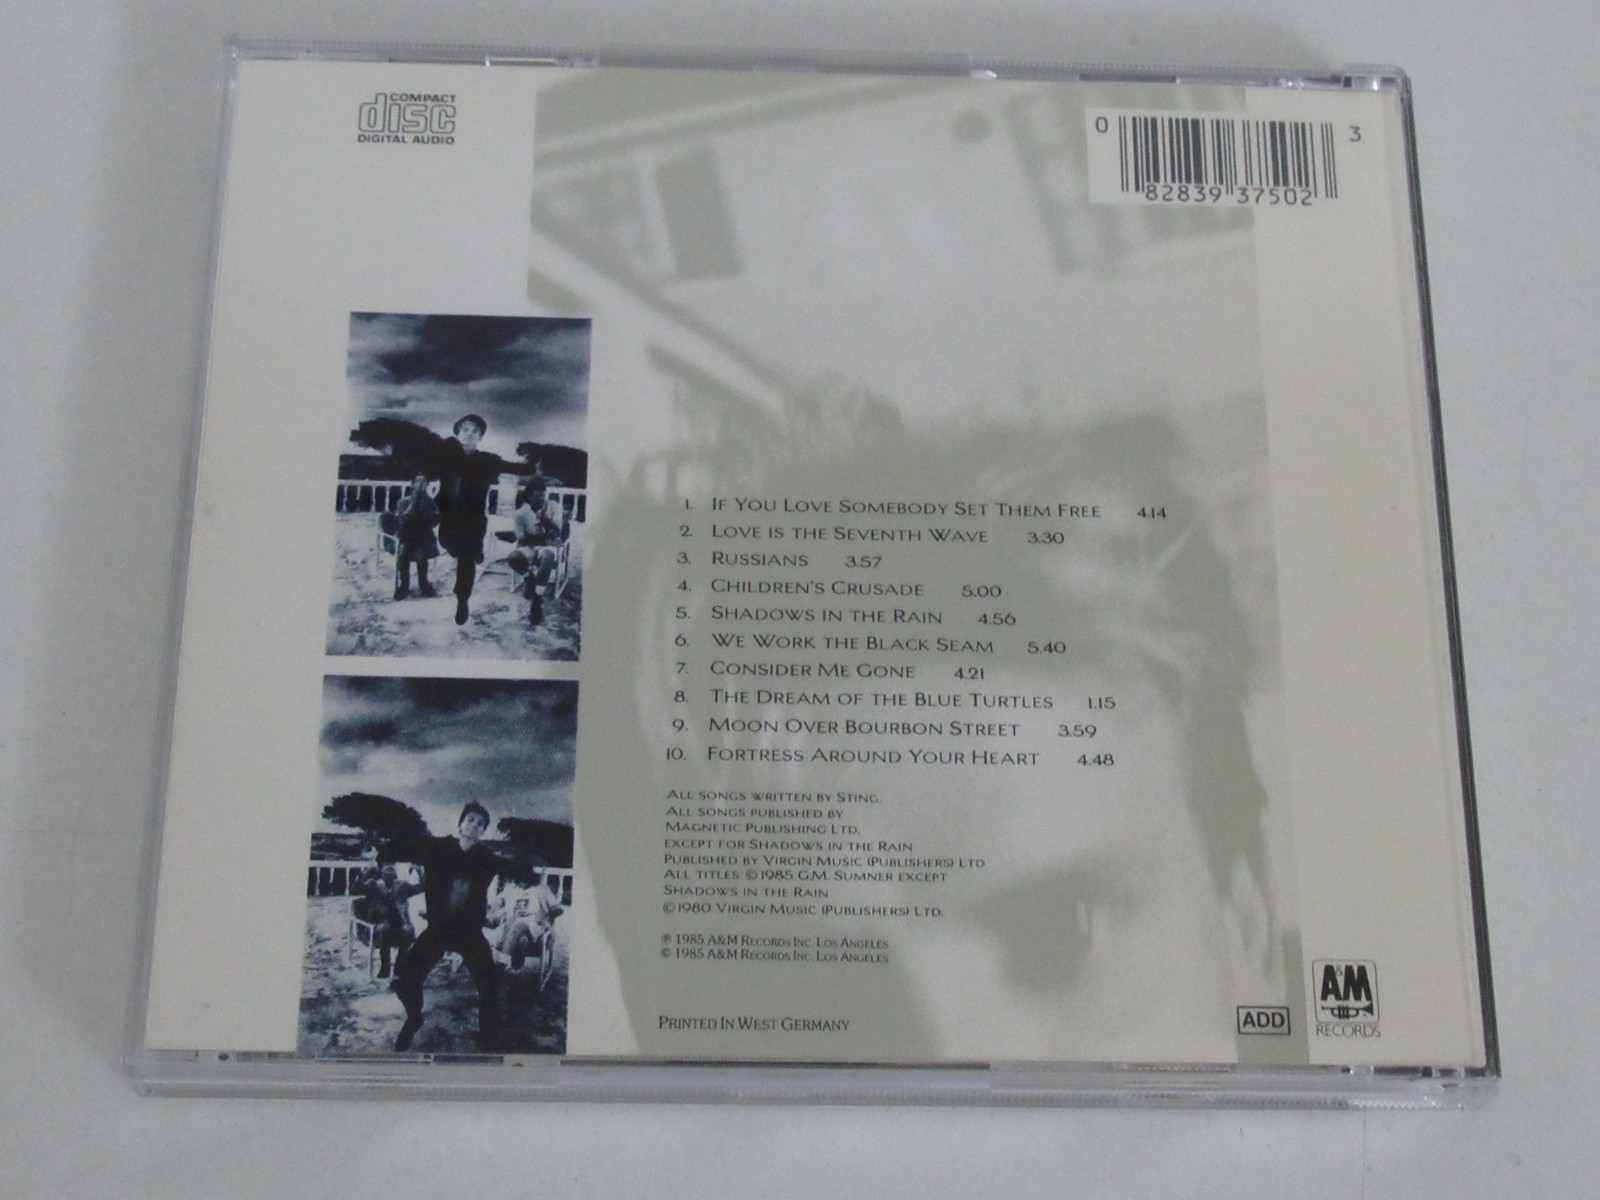 COMPACT
disc
DIGITAL AUDIO
0 82839 37502 3
1. IF YOU LOVE SOMEBODY SET THEM FREE 4.14
2. LOVE IS THE SEVENTH WAVE 3.30
3. RUSSIANS 3.57
4. CHILDREN'S CRUSADE 5.00
5. SHADOWS IN THE RAIN 4.56
6. WE WORK THE BLACK SEAM 5.40
7. CONSIDER ME GONE 4.21
8. THE DREAM OF THE BLUE TURTLES 1.15
9. MOON OVER BOURBON STREET 3.59
10. FORTRESS AROUND YOUR HEART 4.48
ALL SONGS WRITTEN BY STING.
ALL SONGS PUBLISHED BY
MAGNETIC PUBLISHING LTD,
EXCEPT FOR SHADOWS IN THE RAIN
PUBLISHED BY VIRGIN MUSIC (PUBLISHERS) LTD
ALL TITLES ©1985 G.M. SUMNER EXCEPT
SHADOWS IN THE RAIN
©1980 VIRGIN MUSIC (PUBLISHERS) LTD.
℗ 1985 A&M RECORDS INC. LOS ANGELES
© 1985 A&M RECORDS INC. LOS ANGELES
PRINTED IN WEST GERMANY
ADD
A&M
RECORDS